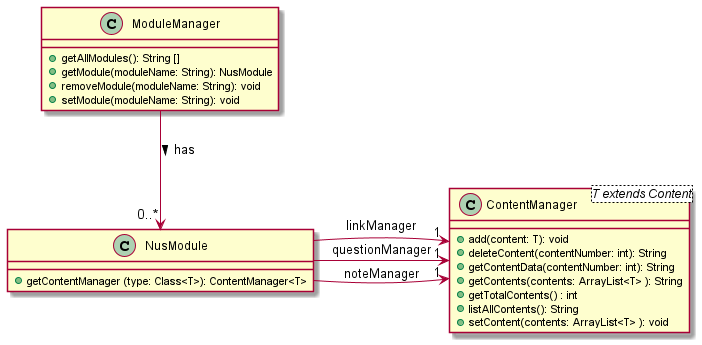 C ModuleManager
getAllModules(): String []
getModule(moduleName: String): NusModule
removeModule(moduleName: String): void
setModule(moduleName: String): void
has
0..*
C NusModule
getContentManager (type: Class<T>): ContentManager<T>
linkManager
1
questionManager
1
noteManager
1
T extends Content
C ContentManager
add(content: T): void
deleteContent(contentNumber: int): String
getContentData(contentNumber: int): String
getContents(contents: ArrayList<T> ): String
getTotalContents() : int
listAllContents(): String
setContent(contents: ArrayList<T> ): void